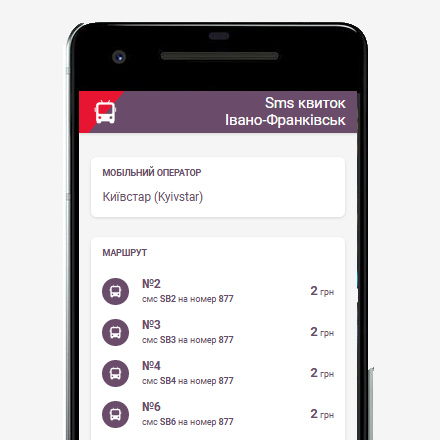 Sms квиток
Івано-Франківськ
МОБІЛЬНИЙ ОПЕРАТОР
Київстар (Kyivstar)
МАРШРУТ
№2
смс SB2 на номер 877
2 грн
№3
смс SB3 на номер 877
2 грн
№4
смс SB4 на номер 877
2 грн
№6
смс SB6 на номер 877
2 грн